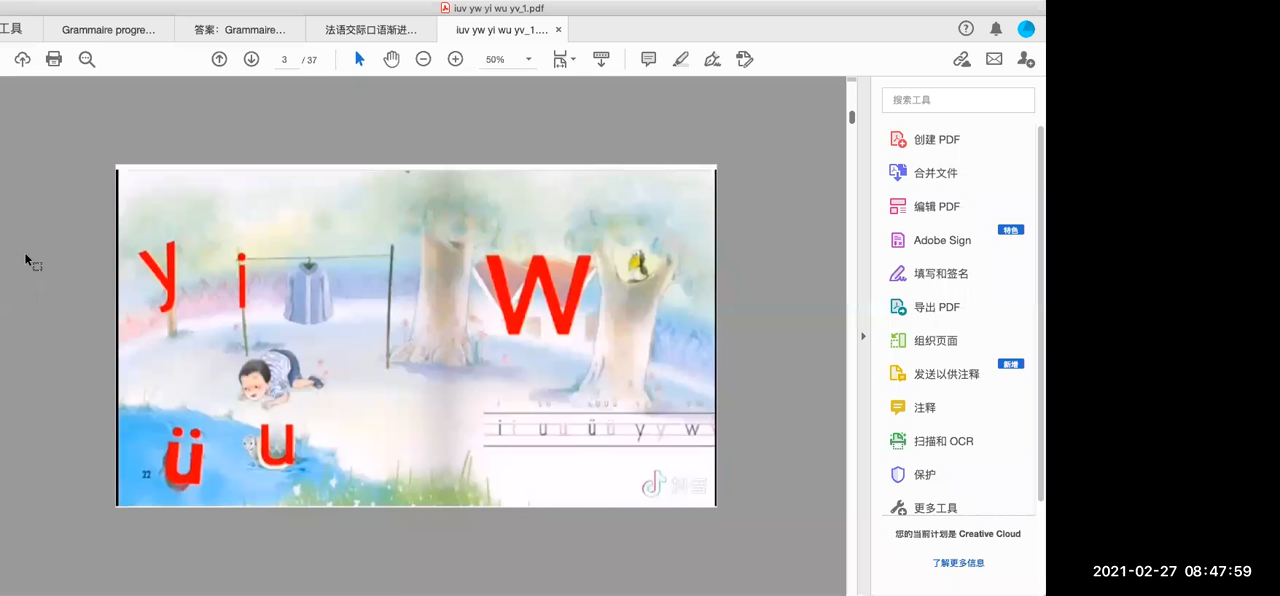 iuv yw yi wu yv_1.pdf
工具
Grammaire progre...
答案：Grammaire...
法语交际口语渐进...
iuv yw yi wu yv_1....
3 / 37
50%
搜索工具
创建 PDF
合并文件
编辑 PDF
Adobe Sign
特色
填写和签名
导出 PDF
组织页面
发送以供注释
新增
注释
扫描和 OCR
保护
更多工具
您的当前计划是 Creative Cloud
了解更多信息
y i w
ü u
i u ü y w
22
抖音
2021-02-27 08:47:59